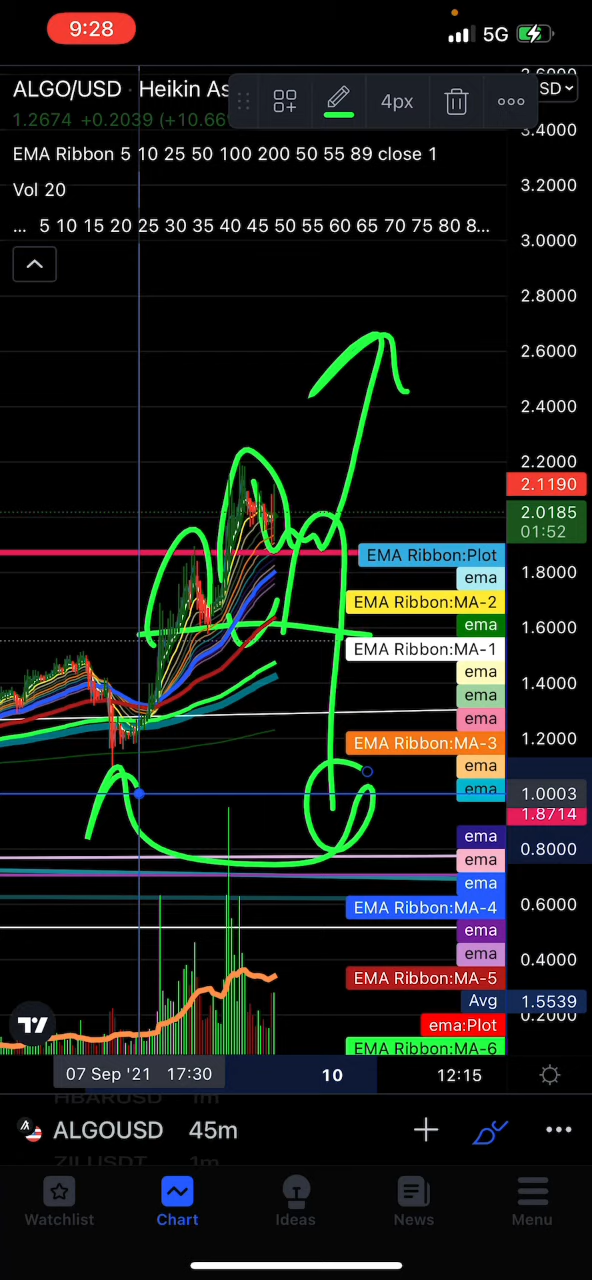 9:28
5G
ALGO/USD · Heikin As
4px
SD
1.2674 +0.2039 (+10.66
3.4000
EMA Ribbon 5 10 25 50 100 200 50 55 89 close 1
3.2000
Vol 20
... 5 10 15 20 25 30 35 40 45 50 55 60 65 70 75 80 8...
3.0000
2.8000
2.6000
2.4000
2.2000
2.1190
2.0185
01:52
EMA Ribbon:Plot
ema
1.8000
EMA Ribbon:MA-2
ema
1.6000
EMA Ribbon:MA-1
ema
1.4000
ema
ema
1.2000
EMA Ribbon:MA-3
ema
ema
1.0003
1.8714
ema
0.8000
ema
ema
EMA Ribbon:MA-4
0.6000
ema
ema
0.4000
EMA Ribbon:MA-5
Avg
1.5539
0.2000
ema:Plot
EMA Ribbon:MA-6
07 Sep '21 17:30
10
12:15
HBARUSD 1m
ALGOUSD 45m
ZILUSDT 1m
Watchlist
Chart
Ideas
News
Menu